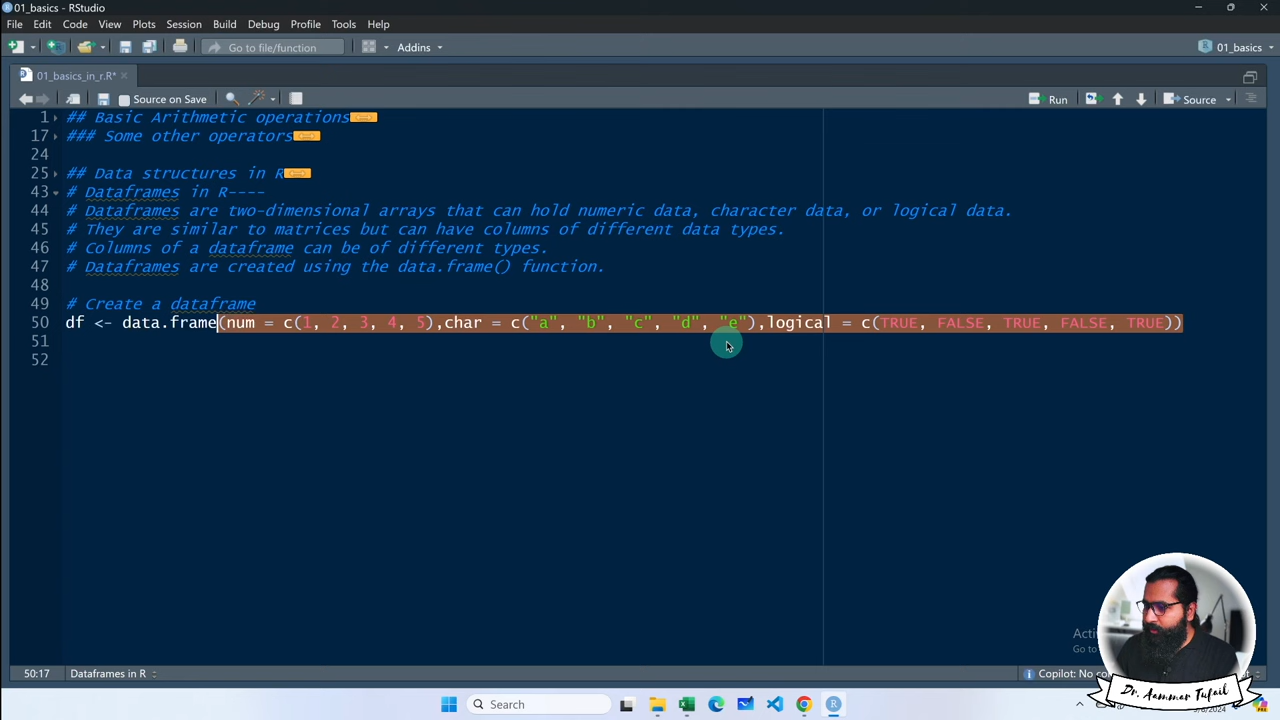 01_basics - RStudio
File Edit Code View Plots Session Build Debug Profile Tools Help
Go to file/function Addins 01_basics
01_basics_in_r.R*
Source on Save Run Source
1 ## Basic Arithmetic operations
17 ### Some other operators
24
25 ## Data structures in R
43 # Dataframes in R----
44 # Dataframes are two-dimensional arrays that can hold numeric data, character data, or logical data.
45 # They are similar to matrices but can have columns of different data types.
46 # Columns of a dataframe can be of different types.
47 # Dataframes are created using the data.frame() function.
48
49 # Create a dataframe
50 df <- data.frame(num = c(1, 2, 3, 4, 5),char = c("a", "b", "c", "d", "e"),logical = c(TRUE, FALSE, TRUE, FALSE, TRUE))
51
52
50:17 Dataframes in R
Copilot: No
Dr. Aammar Tufail
Search